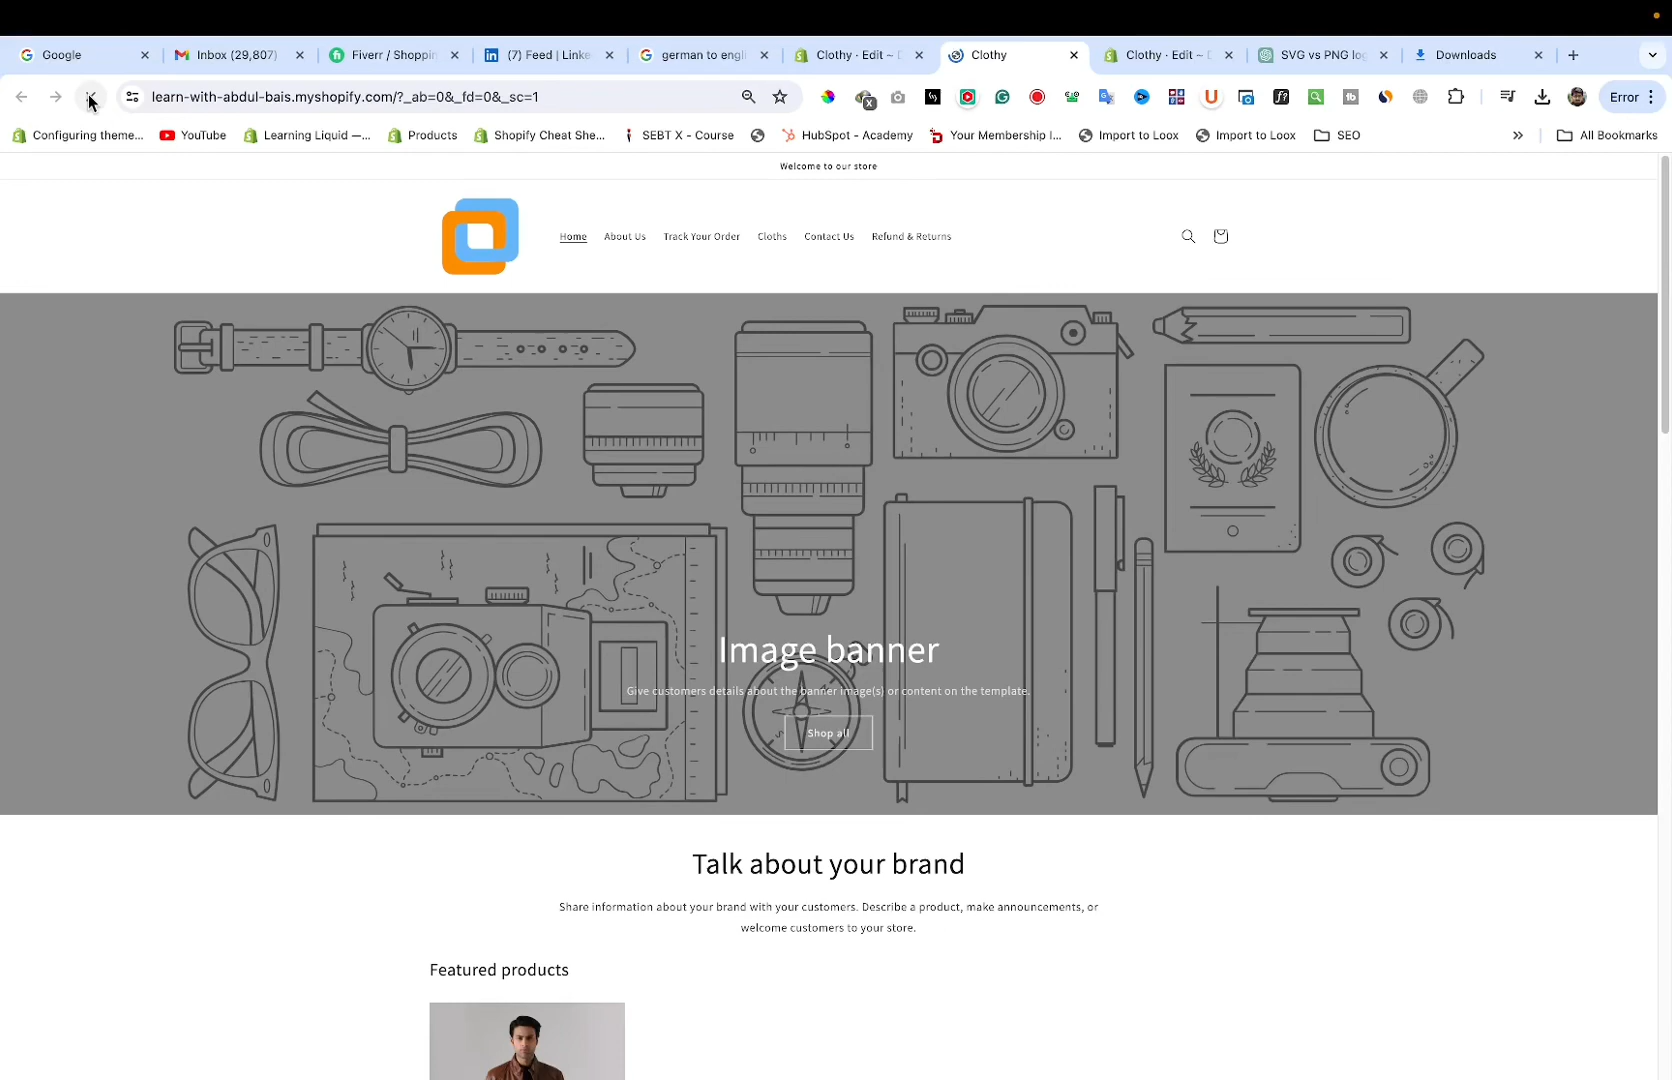 Google
Inbox (29,807)
Fiverr / Shoppin
(7) Feed | Linke
german to engli
Clothy · Edit ~ D
Clothy
Clothy · Edit ~ D
SVG vs PNG log
Downloads
learn-with-abdul-bais.myshopify.com/?_ab=0&_fd=0&_sc=1
Error
Configuring theme...
YouTube
Learning Liquid —...
Products
Shopify Cheat She...
SEBT X - Course
HubSpot - Academy
Your Membership I...
Import to Loox
Import to Loox
SEO
»
All Bookmarks
Welcome to our store
Home
About Us
Track Your Order
Cloths
Contact Us
Refund & Returns
Image banner
Give customers details about the banner image(s) or content on the template.
Shop all
Talk about your brand
Share information about your brand with your customers. Describe a product, make announcements, or
welcome customers to your store.
Featured products